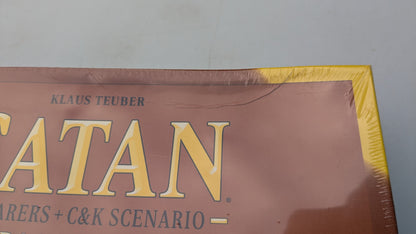 KLAUS TEUBER
CATAN®
ARERS + C&K SCENARIO –